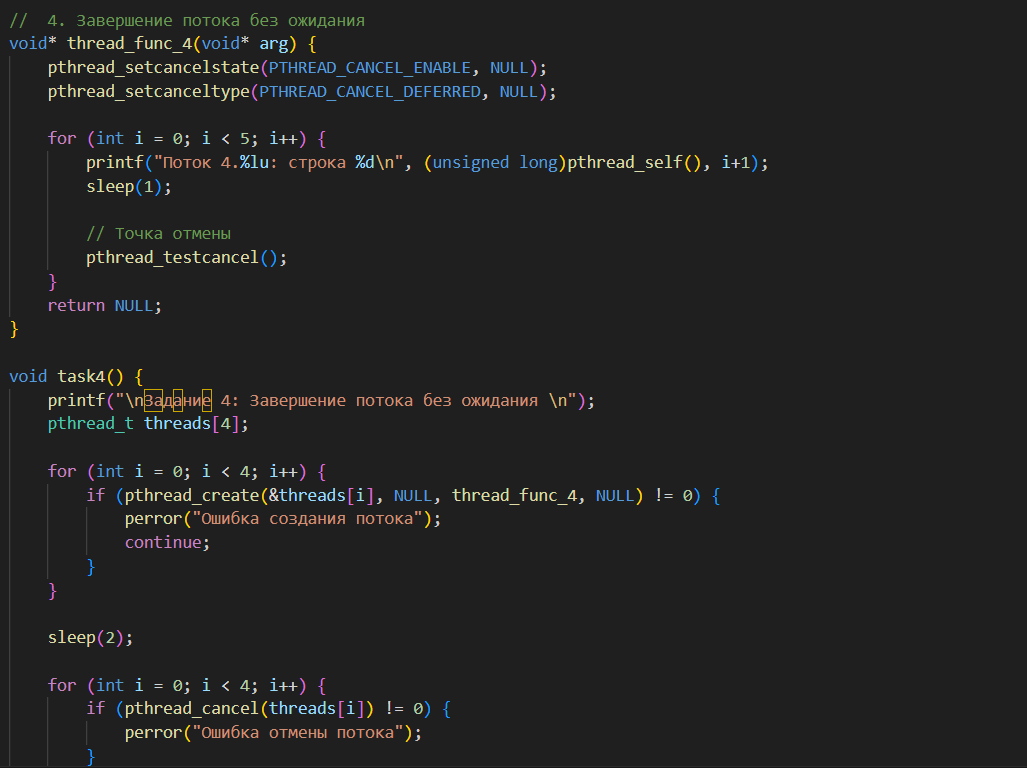 //  4. Завершение потока без ожидания
void* thread_func_4(void* arg) {
    pthread_setcancelstate(PTHREAD_CANCEL_ENABLE, NULL);
    pthread_setcanceltype(PTHREAD_CANCEL_DEFERRED, NULL);

    for (int i = 0; i < 5; i++) {
        printf("Поток 4.%lu: строка %d\n", (unsigned long)pthread_self(), i+1);
        sleep(1);

        // Точка отмены
        pthread_testcancel();
    }
    return NULL;
}

void task4() {
    printf("\nЗадание 4: Завершение потока без ожидания \n");
    pthread_t threads[4];

    for (int i = 0; i < 4; i++) {
        if (pthread_create(&threads[i], NULL, thread_func_4, NULL) != 0) {
            perror("Ошибка создания потока");
            continue;
        }
    }

    sleep(2);

    for (int i = 0; i < 4; i++) {
        if (pthread_cancel(threads[i]) != 0) {
            perror("Ошибка отмены потока");
        }